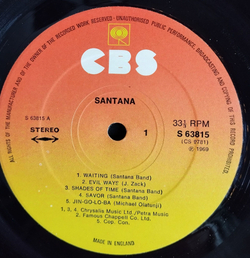 ALL RIGHTS OF THE MANUFACTURER AND OF THE OWNER OF THE RECORDED WORK RESERVED - UNAUTHORISED PUBLIC PERFORMANCE, BROADCASTING AND COPYING OF THIS RECORD PROHIBITED.
CBS
SANTANA
S 63815 A
STEREO
1
33⅓ RPM
S 63815
(CS 9781)
℗ 1969
1. WAITING (Santana Band)
2. EVIL WAYS (J. Zack)
3. SHADES OF TIME (Santana Band)
4. SAVOR (Santana Band)
5. JIN-GO-LO-BA (Michael Olatunji)
1, 3, 4 Chrysalis Music Ltd./Petra Music
2. Famous Chappell Co. Ltd.
5. Cop. Con.
MADE IN ENGLAND